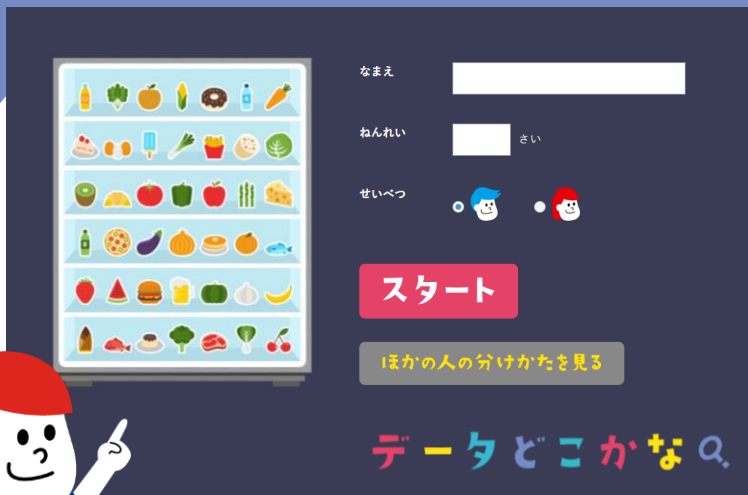 なまえ
ねんれい
さい
せいべつ
スタート
ほかの人の分けかたを見る
データどこかな